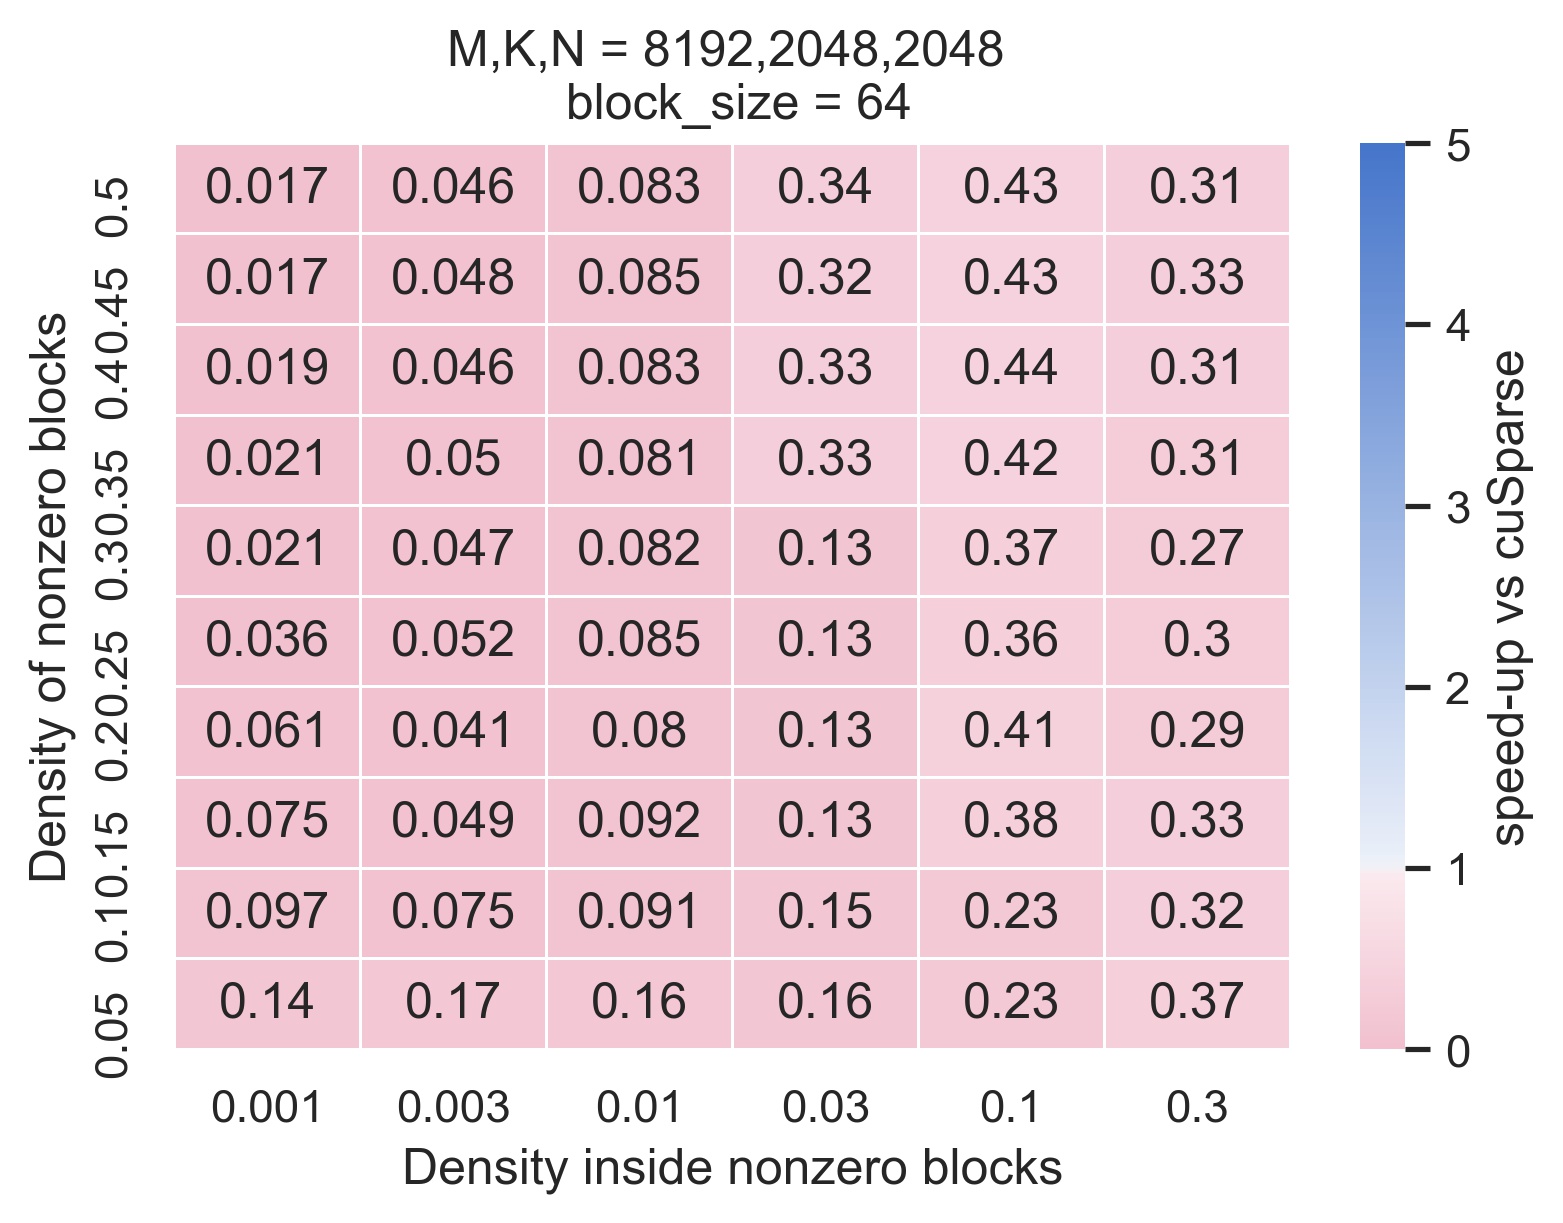 M,K,N = 8192,2048,2048
block_size = 64
Density of nonzero blocks
0.5 0.017 0.046 0.083 0.34 0.43 0.31
0.45 0.017 0.048 0.085 0.32 0.43 0.33
0.4 0.019 0.046 0.083 0.33 0.44 0.31
0.35 0.021 0.05 0.081 0.33 0.42 0.31
0.3 0.021 0.047 0.082 0.13 0.37 0.27
0.25 0.036 0.052 0.085 0.13 0.36 0.3
0.2 0.061 0.041 0.08 0.13 0.41 0.29
0.15 0.075 0.049 0.092 0.13 0.38 0.33
0.1 0.097 0.075 0.091 0.15 0.23 0.32
0.05 0.14 0.17 0.16 0.16 0.23 0.37
0.001 0.003 0.01 0.03 0.1 0.3
Density inside nonzero blocks
5
4
3
2
1
0
speed-up vs cuSparse